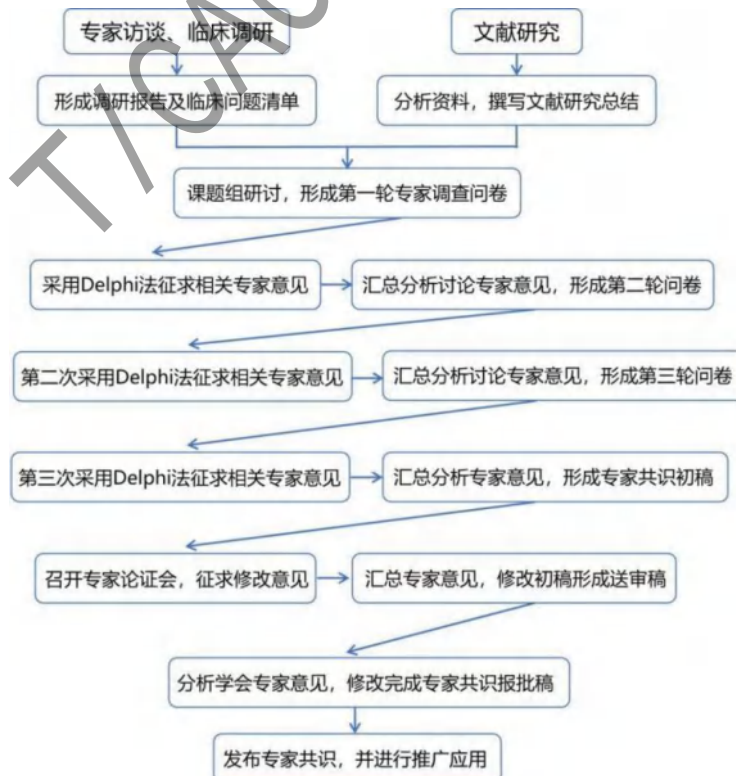 专家访谈、临床调研
文献研究
形成调研报告及临床问题清单
分析资料，撰写文献研究总结
课题组研讨，形成第一轮专家调查问卷
采用Delphi法征求相关专家意见
汇总分析讨论专家意见，形成第二轮问卷
第二次采用Delphi法征求相关专家意见
汇总分析讨论专家意见，形成第三轮问卷
第三次采用Delphi法征求相关专家意见
汇总分析专家意见，形成专家共识初稿
召开专家论证会，征求修改意见
汇总专家意见，修改初稿形成送审稿
分析学会专家意见，修改完成专家共识报批稿
发布专家共识，并进行推广应用
T/CAC